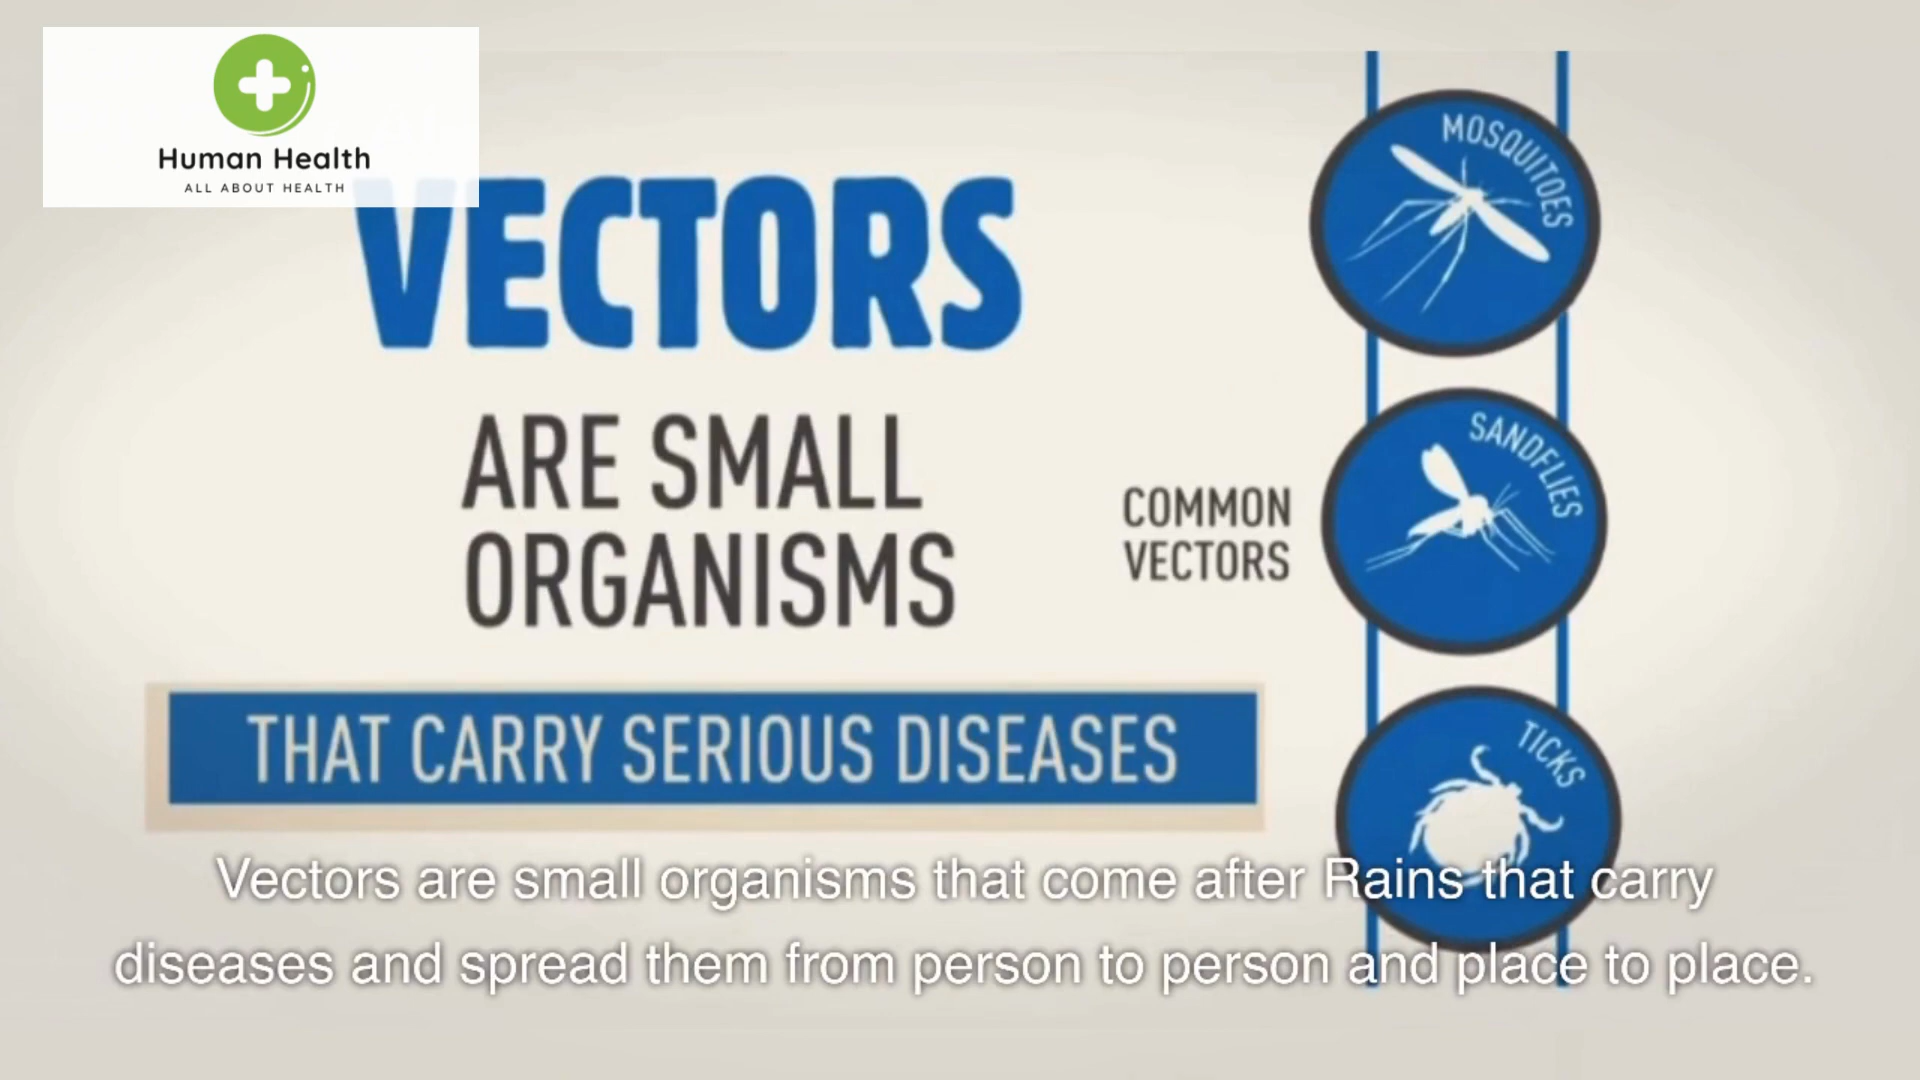 Human Health
ALL ABOUT HEALTH
VECTORS
ARE SMALL
ORGANISMS
THAT CARRY SERIOUS DISEASES
COMMON
VECTORS
MOSQUITOES
SANDFLIES
TICKS
Vectors are small organisms that come after Rains that carry
diseases and spread them from person to person and place to place.